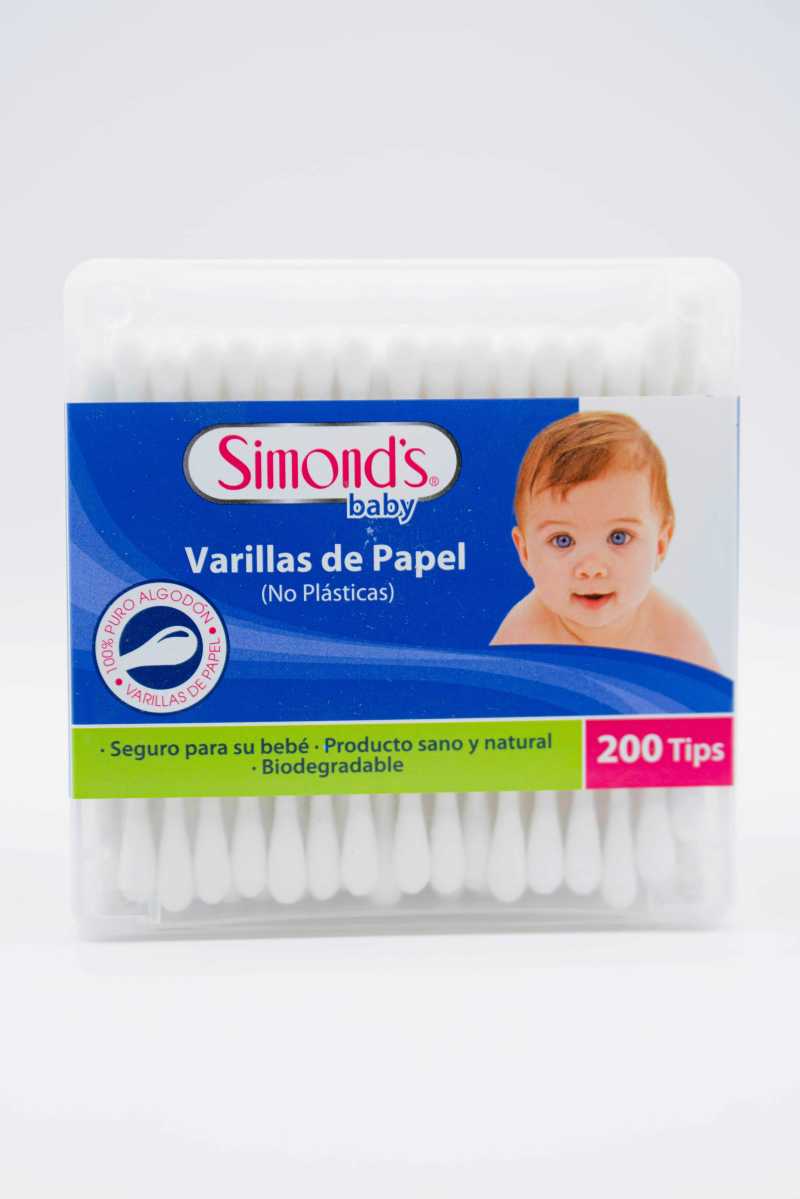 Simond's®
baby
Varillas de Papel
(No Plásticas)
100% PURO ALGODÓN •
VARILLAS DE PAPEL •
· Seguro para su bebé · Producto sano y natural
· Biodegradable
200 Tips